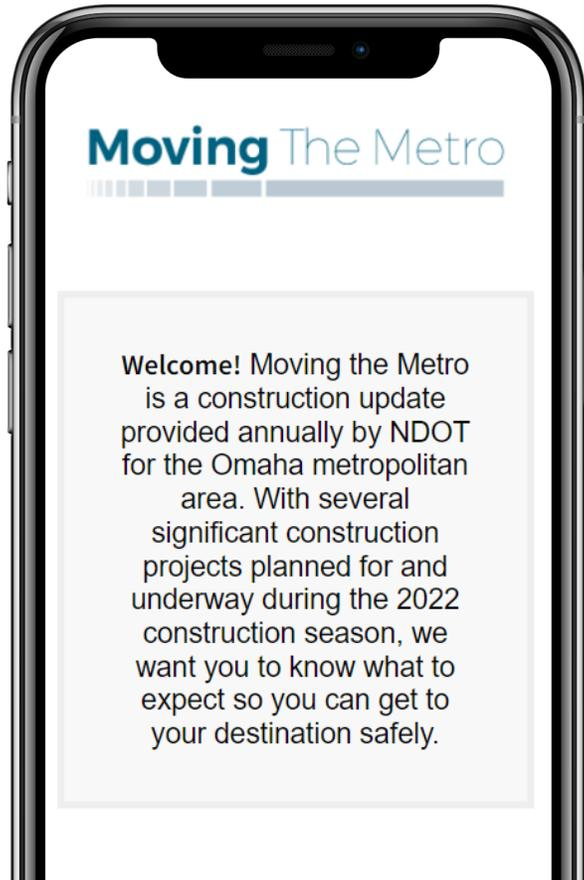 Moving The Metro
Welcome! Moving the Metro
is a construction update
provided annually by NDOT
for the Omaha metropolitan
area. With several
significant construction
projects planned for and
underway during the 2022
construction season, we
want you to know what to
expect so you can get to
your destination safely.